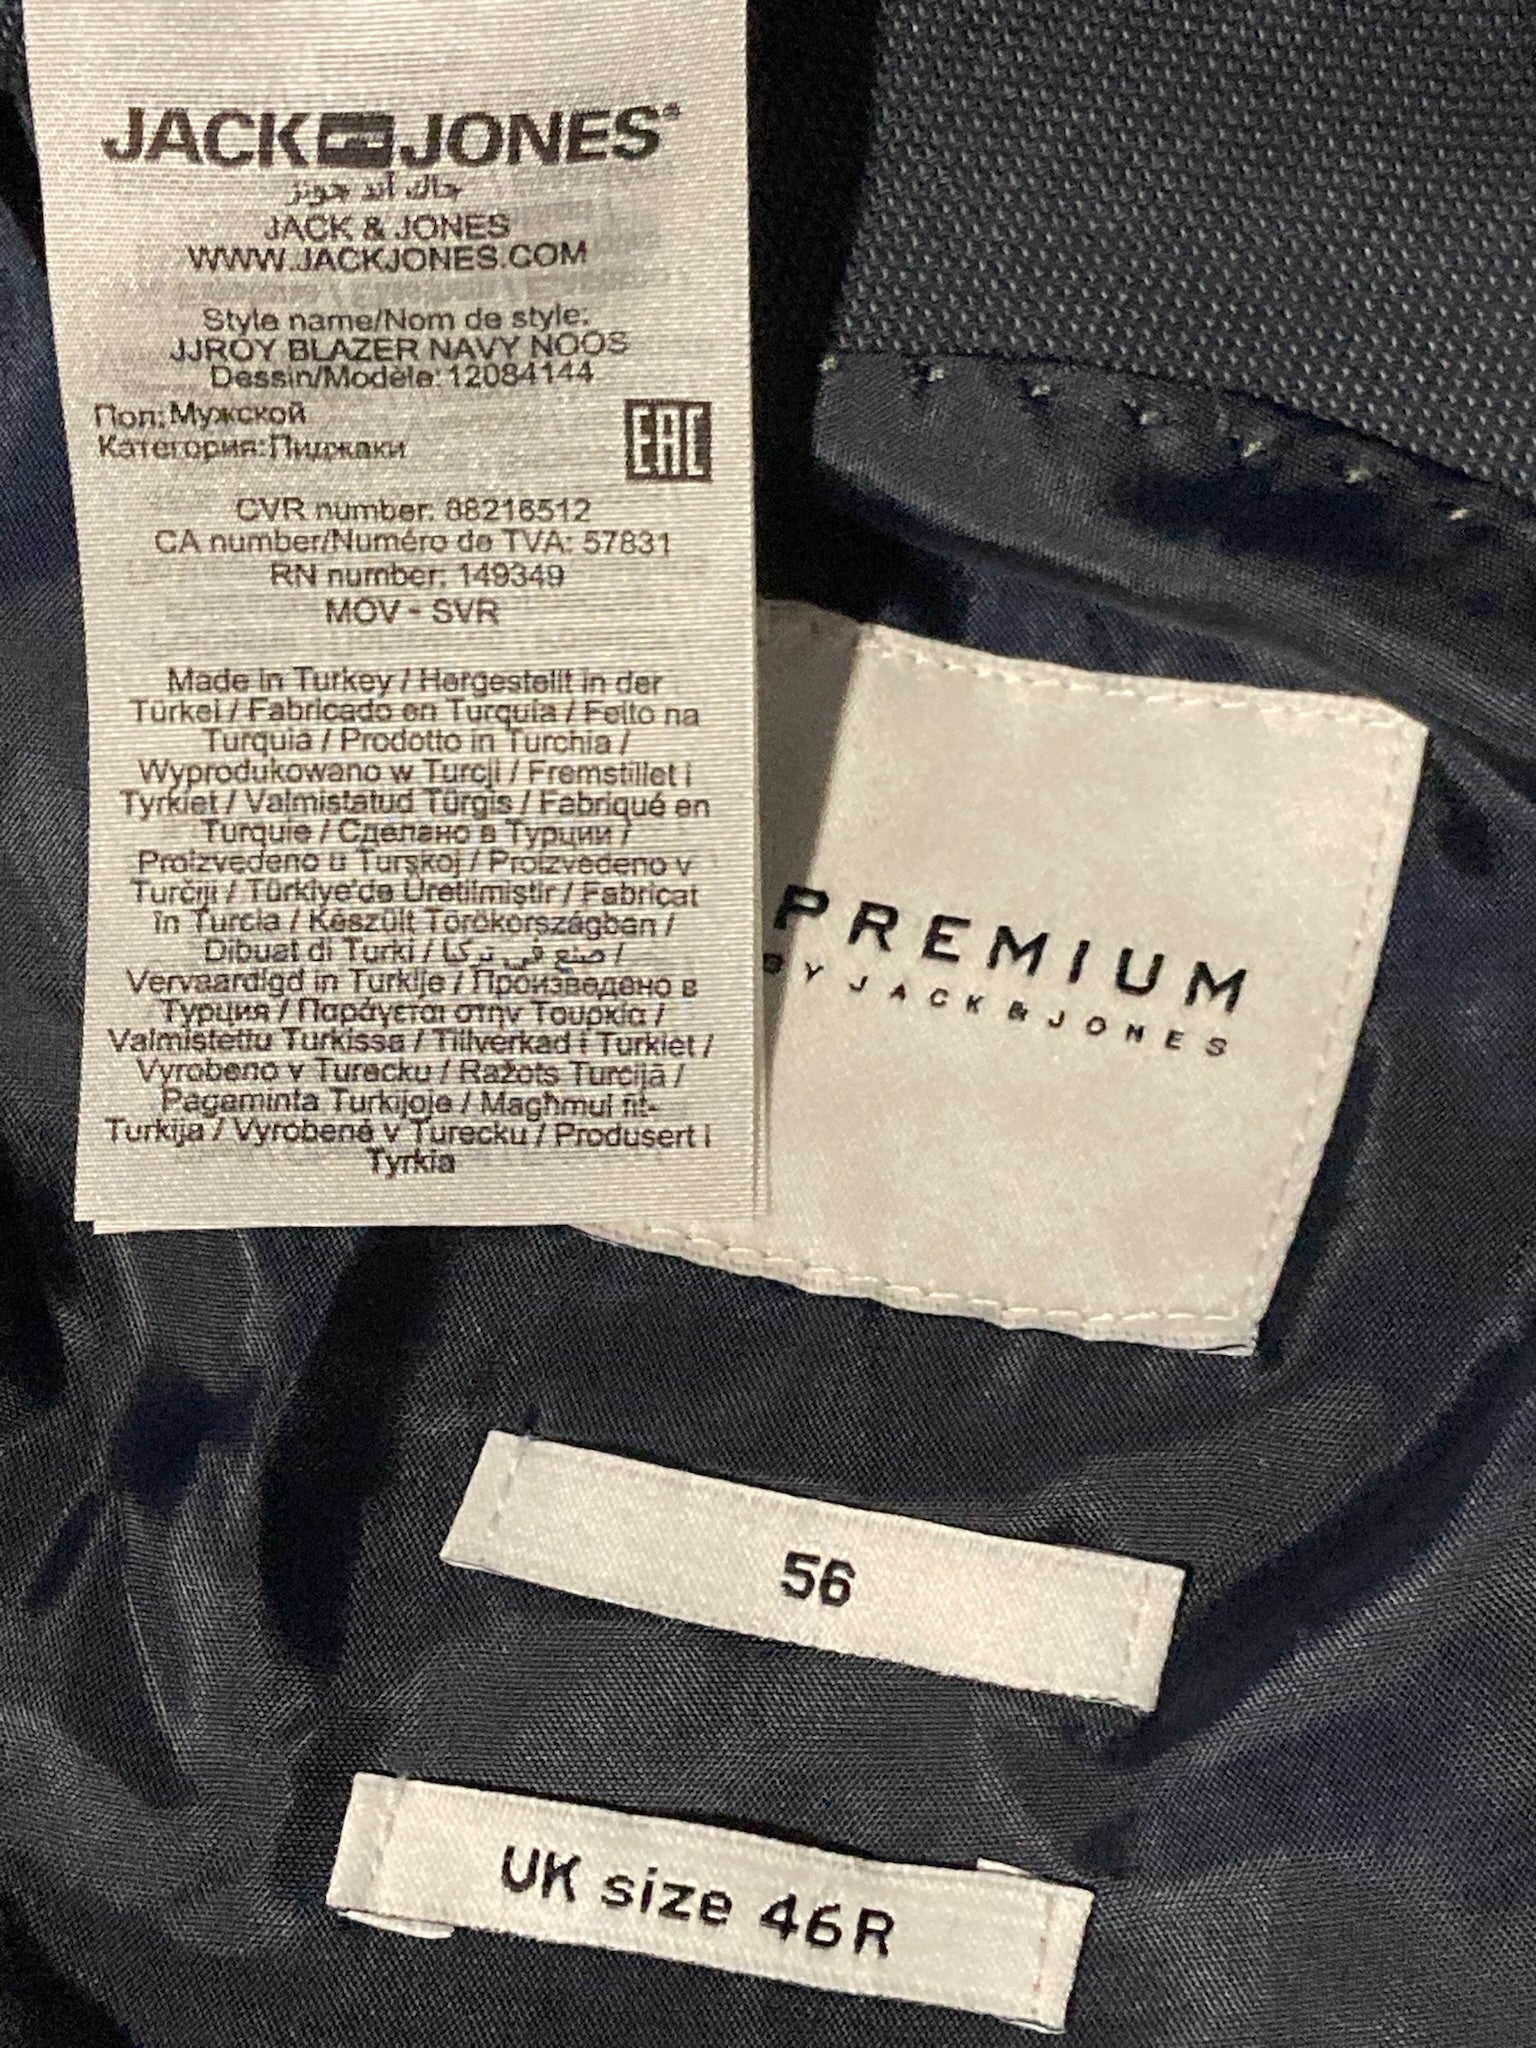 JACK JONES®
جاك آند جونز
JACK & JONES
WWW.JACKJONES.COM
Style name/Nom de style:
JJROY BLAZER NAVY NOOS
Dessin/Modèle: 12084144
Пол: Мужской
Категория:Пиджаки
EAC
CVR number: 88216512
CA number/Numéro de TVA: 57831
RN number: 149349
MOV - SVR
Made in Turkey / Hergestellt in der
Türkei / Fabricado en Turquía / Feito na
Turquia / Prodotto in Turchia /
Wyprodukowano w Turcji / Fremstillet i
Tyrkiet / Valmistatud Türgis / Fabriqué en
Turquie / Сделано в Турции /
Proizvedeno u Turskoj / Proizvedeno v
Turčiji / Türkiye'de Üretilmiştir / Fabricat
în Turcia / Készült Törökországban /
Dibuat di Turki / صنع في تركيا /
Vervaardigd in Turkije / Произведено в
Турция / Παράγεται στην Τουρκία /
Valmistettu Turkissa / Tillverkad i Turkiet /
Vyrobeno v Turecku / Ražots Turcijā /
Pagaminta Turkijoje / Magħmul fit-
Turkija / Vyrobené v Turecku / Produsert i
Tyrkia
PREMIUM
BY JACK&JONES
56
UK size 46R